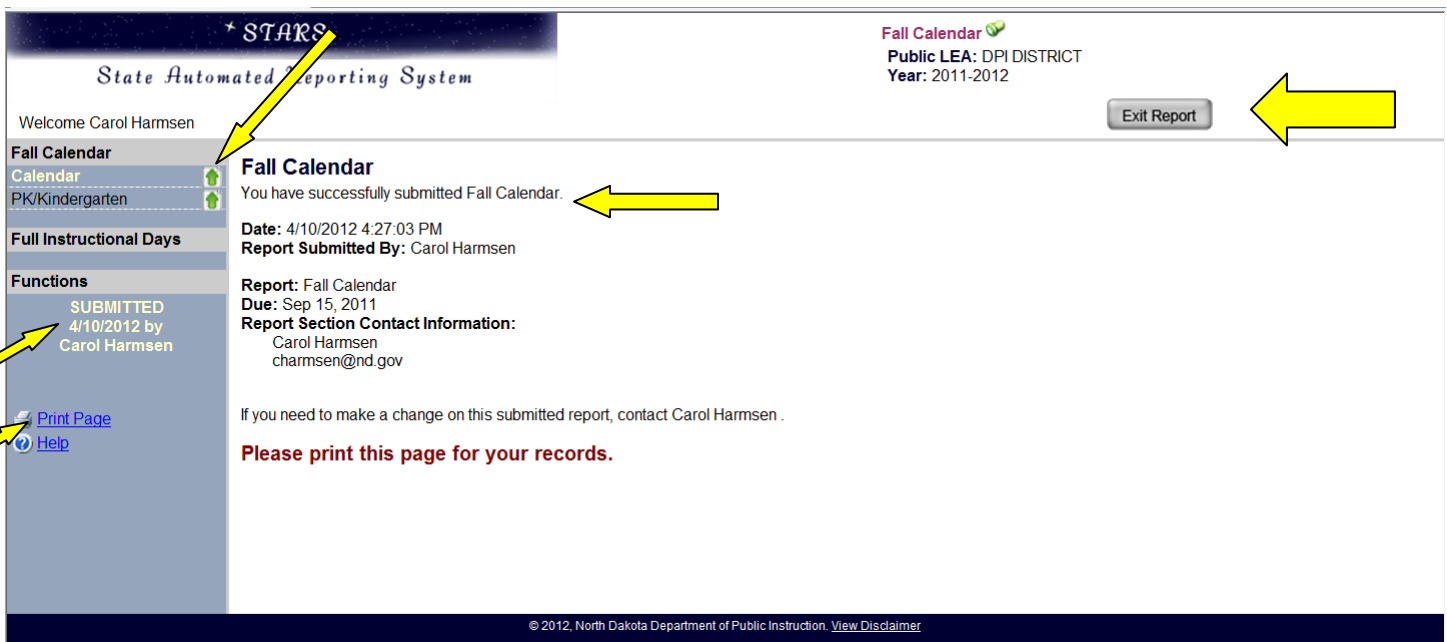 STARS
State Automated Reporting System
Fall Calendar
Public LEA: DPI DISTRICT
Year: 2011-2012
Exit Report
Welcome Carol Harmsen
Fall Calendar
Calendar
PK/Kindergarten
Full Instructional Days
Functions
SUBMITTED
4/10/2012 by
Carol Harmsen
Print Page
Help
Fall Calendar
You have successfully submitted Fall Calendar.
Date: 4/10/2012 4:27:03 PM
Report Submitted By: Carol Harmsen
Report: Fall Calendar
Due: Sep 15, 2011
Report Section Contact Information:
Carol Harmsen
charmsen@nd.gov
If you need to make a change on this submitted report, contact Carol Harmsen .
Please print this page for your records.
© 2012, North Dakota Department of Public Instruction. View Disclaimer